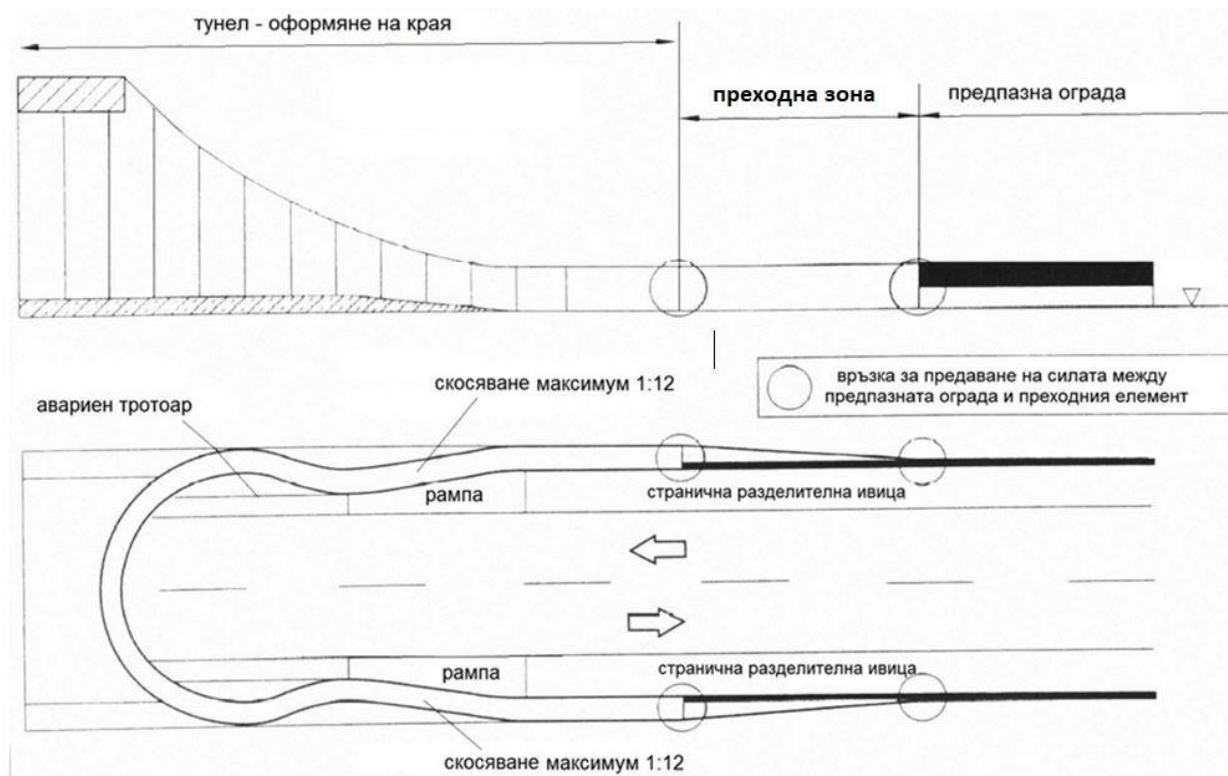 тунел - оформяне на края
преходна зона
предпазна ограда
връзка за предаване на силата между
предпазната ограда и преходния елемент
скосяване максимум 1:12
авариен тротоар
рампа
странична разделителна ивица
рампа
странична разделителна ивица
скосяване максимум 1:12